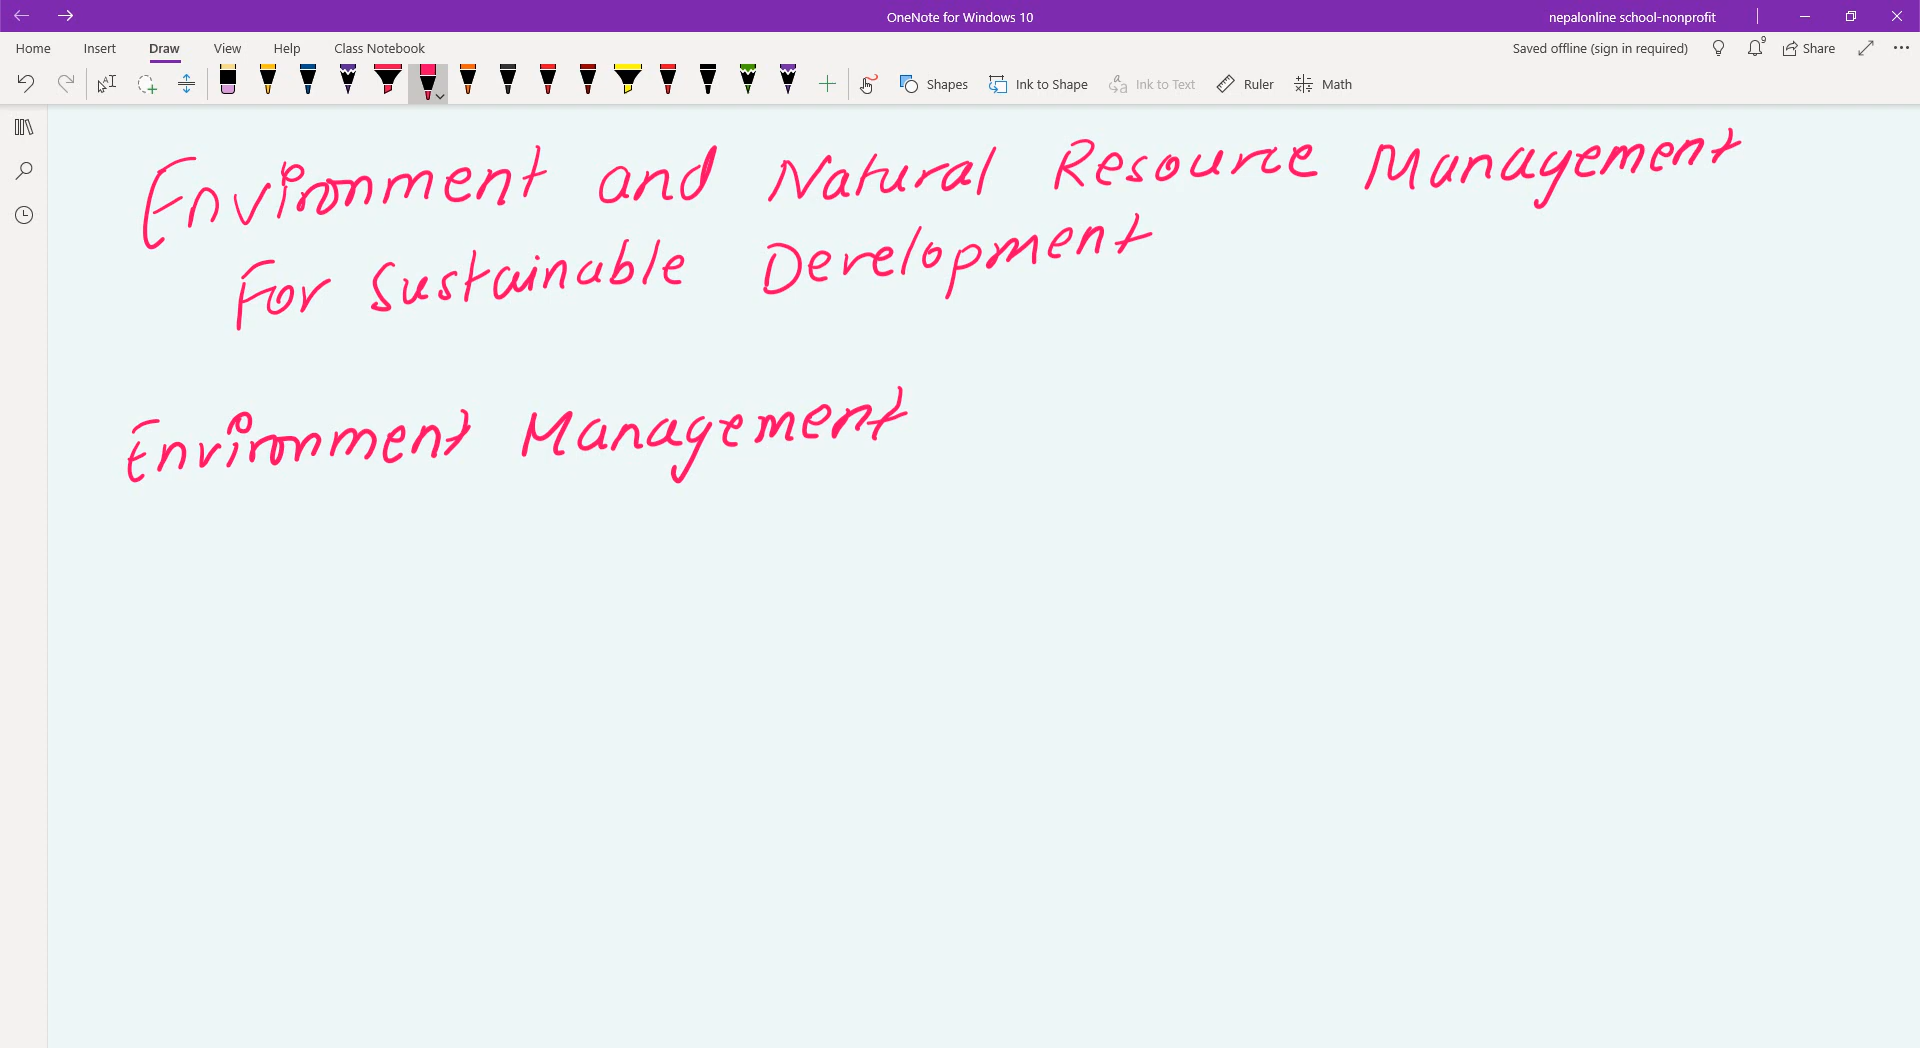 OneNote for Windows 10
nepalonline school-nonprofit
Home Insert Draw View Help Class Notebook
Saved offline (sign in required)
9
Share
Shapes Ink to Shape Ink to Text Ruler Math
Environment and Natural Resource Management
For Sustainable Development
Environment Management